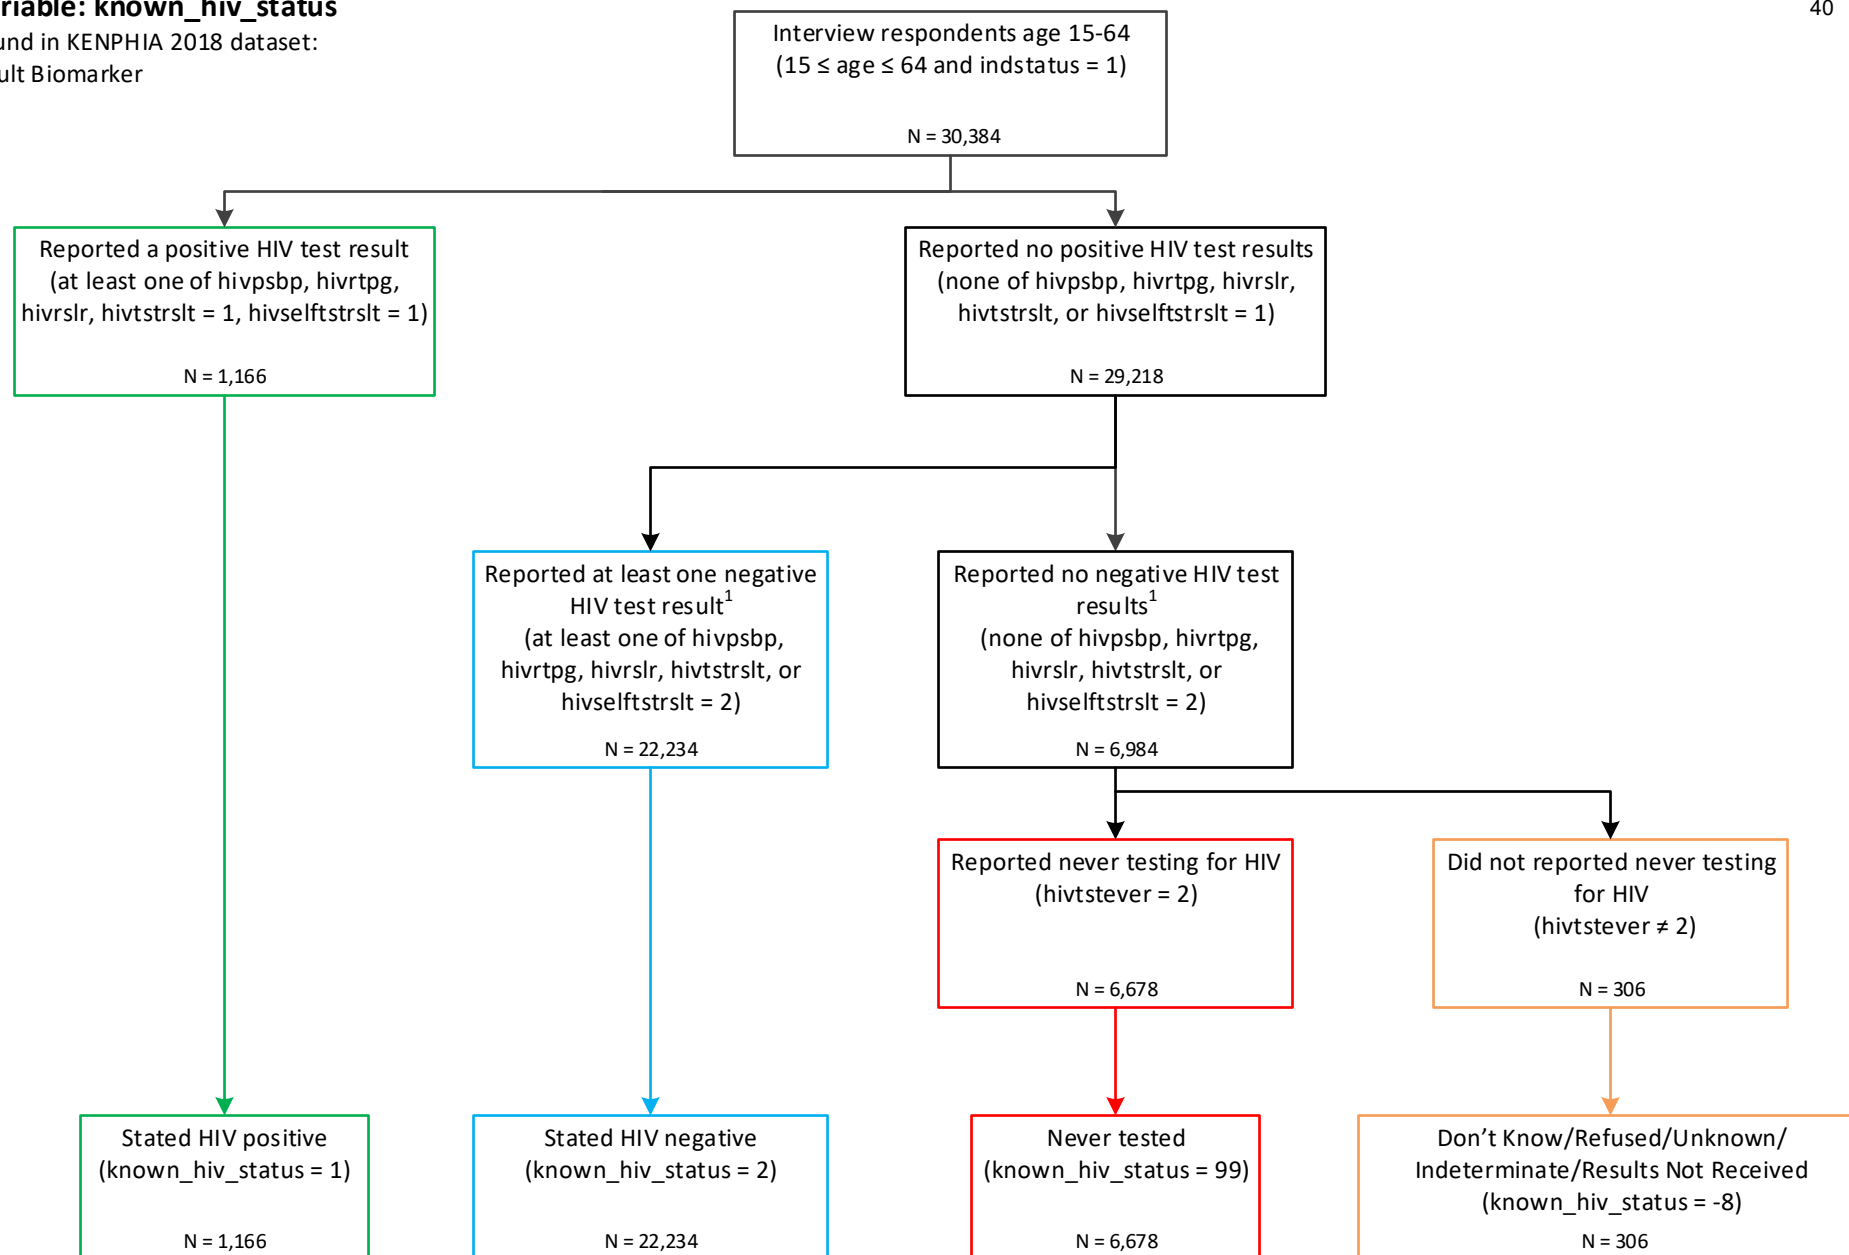 riable: known_hiv_status
und in KENPHIA 2018 dataset:
ult Biomarker
40
Interview respondents age 15-64
(15 ≤ age ≤ 64 and indstatus = 1)
N = 30,384
Reported a positive HIV test result
(at least one of hivpsbp, hivrtpg,
hivrslr, hivtstrslt = 1, hivselftstrslt = 1)
N = 1,166
Reported no positive HIV test results
(none of hivpsbp, hivrtpg, hivrslr,
hivtstrslt, or hivselftstrslt = 1)
N = 29,218
Reported at least one negative
HIV test result1
(at least one of hivpsbp,
hivrtpg, hivrslr, hivtstrslt, or
hivselftstrslt = 2)
N = 22,234
Reported no negative HIV test
results1
(none of hivpsbp, hivrtpg,
hivrslr, hivtstrslt, or
hivselftstrslt = 2)
N = 6,984
Reported never testing for HIV
(hivtstever = 2)
N = 6,678
Did not reported never testing
for HIV
(hivtstever ≠ 2)
N = 306
Stated HIV positive
(known_hiv_status = 1)
N = 1,166
Stated HIV negative
(known_hiv_status = 2)
N = 22,234
Never tested
(known_hiv_status = 99)
N = 6,678
Don’t Know/Refused/Unknown/
Indeterminate/Results Not Received
(known_hiv_status = -8)
N = 306